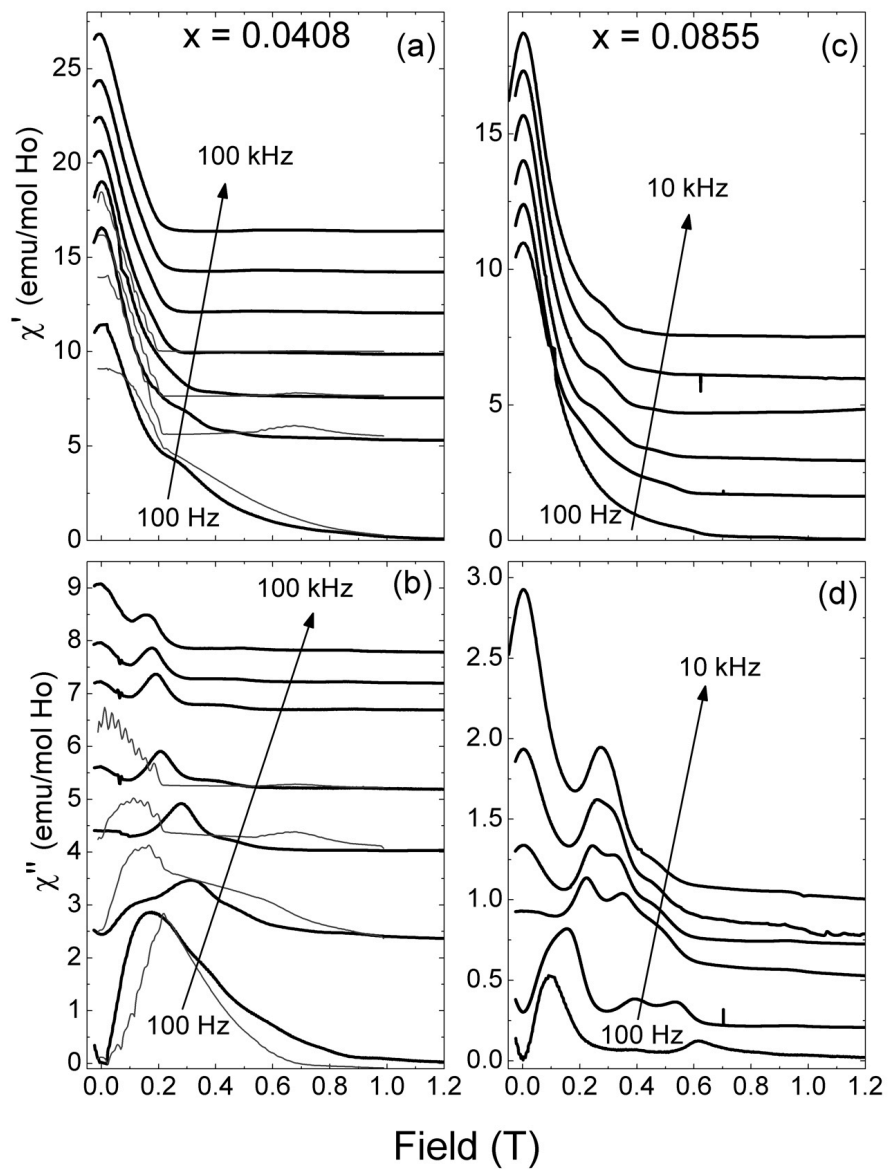 x = 0.0408
(a)
25
20
15
10
5
0
χ' (emu/mol Ho)
100 kHz
100 Hz
x = 0.0855
(c)
15
10
5
0
10 kHz
100 Hz
(b)
9
8
7
6
5
4
3
2
1
0
χ" (emu/mol Ho)
100 kHz
100 Hz
0.0 0.2 0.4 0.6 0.8 1.0 1.2
(d)
3.0
2.5
2.0
1.5
1.0
0.5
0.0
10 kHz
100 Hz
0.0 0.2 0.4 0.6 0.8 1.0 1.2
Field (T)